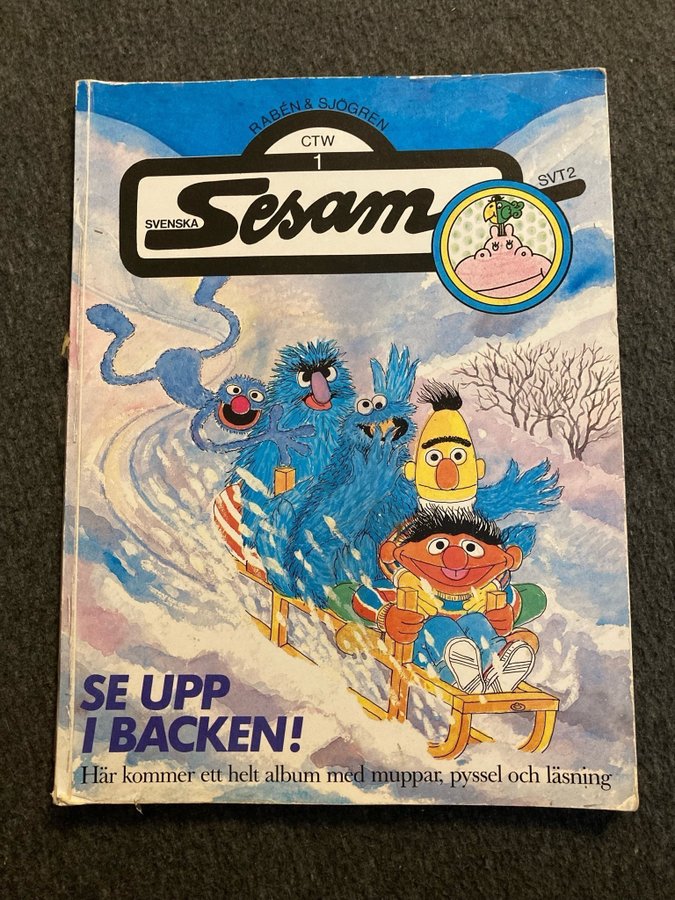 RABÉN & SJÖGREN
CTW
1
SVENSKA Sesam
SVT2
SE UPP
I BACKEN!
Här kommer ett helt album med muppar, pyssel och läsning